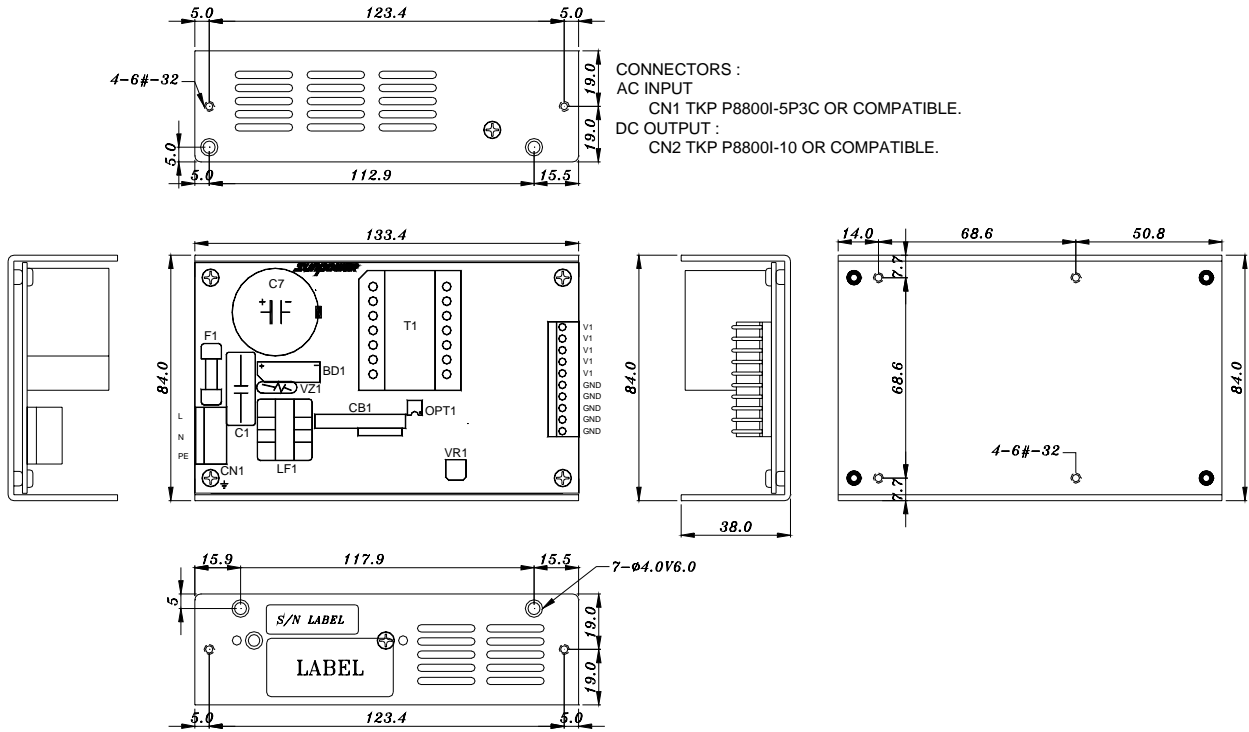 5.0 123.4 5.0
4-6#-32
19.0
19.0
5.0
5.0 112.9 15.5
CONNECTORS :
AC INPUT
CN1 TKP P8800I-5P3C OR COMPATIBLE.
DC OUTPUT :
CN2 TKP P8800I-10 OR COMPATIBLE.
133.4
84.0
sunpower
C7
+ -
T1
F1
+ -
BD1
VZ1
C1
CB1
OPT1
LF1
VR1
CN1
L
N
PE
V1
V1
V1
V1
V1
GND
GND
GND
GND
GND
84.0
38.0
14.0 68.6 50.8
7.7
68.6
84.0
4-6#-32
7.7
15.9 117.9 15.5
7-ø4.0V6.0
5
S/N LABEL
LABEL
19.0
19.0
5.0 123.4 5.0